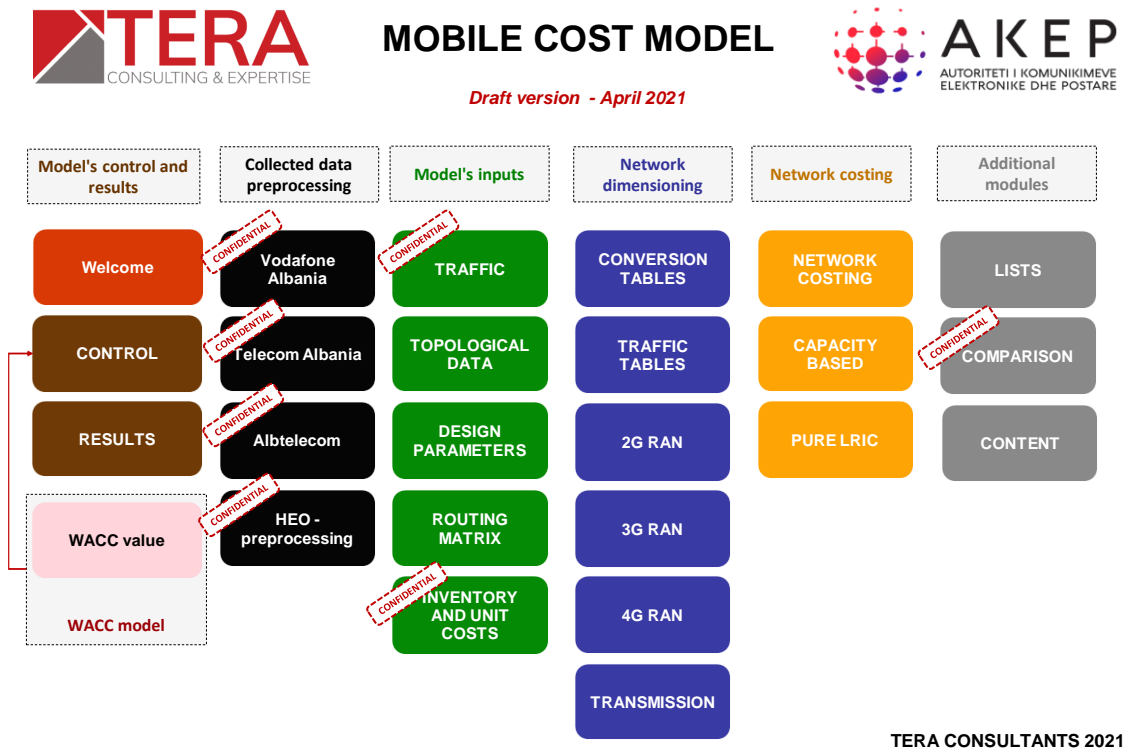 TERA
CONSULTING & EXPERTISE
MOBILE COST MODEL
Draft version - April 2021
AKEP
AUTORITETI I KOMUNIKIMEVE
ELEKTRONIKE DHE POSTARE
Model's control and
results
Collected data
preprocessing
Model's inputs
Network
dimensioning
Network costing
Additional
modules
Welcome
CONTROL
RESULTS
WACC value
WACC model
CONFIDENTIAL
Vodafone
Albania
CONFIDENTIAL
Telecom Albania
CONFIDENTIAL
Albtelecom
CONFIDENTIAL
HEO -
preprocessing
CONFIDENTIAL
TRAFFIC
TOPOLOGICAL
DATA
DESIGN
PARAMETERS
ROUTING
MATRIX
CONFIDENTIAL
INVENTORY
AND UNIT
COSTS
CONVERSION
TABLES
TRAFFIC
TABLES
2G RAN
3G RAN
4G RAN
TRANSMISSION
NETWORK
COSTING
CAPACITY
BASED
PURE LRIC
LISTS
CONFIDENTIAL
COMPARISON
CONTENT
TERA CONSULTANTS 2021